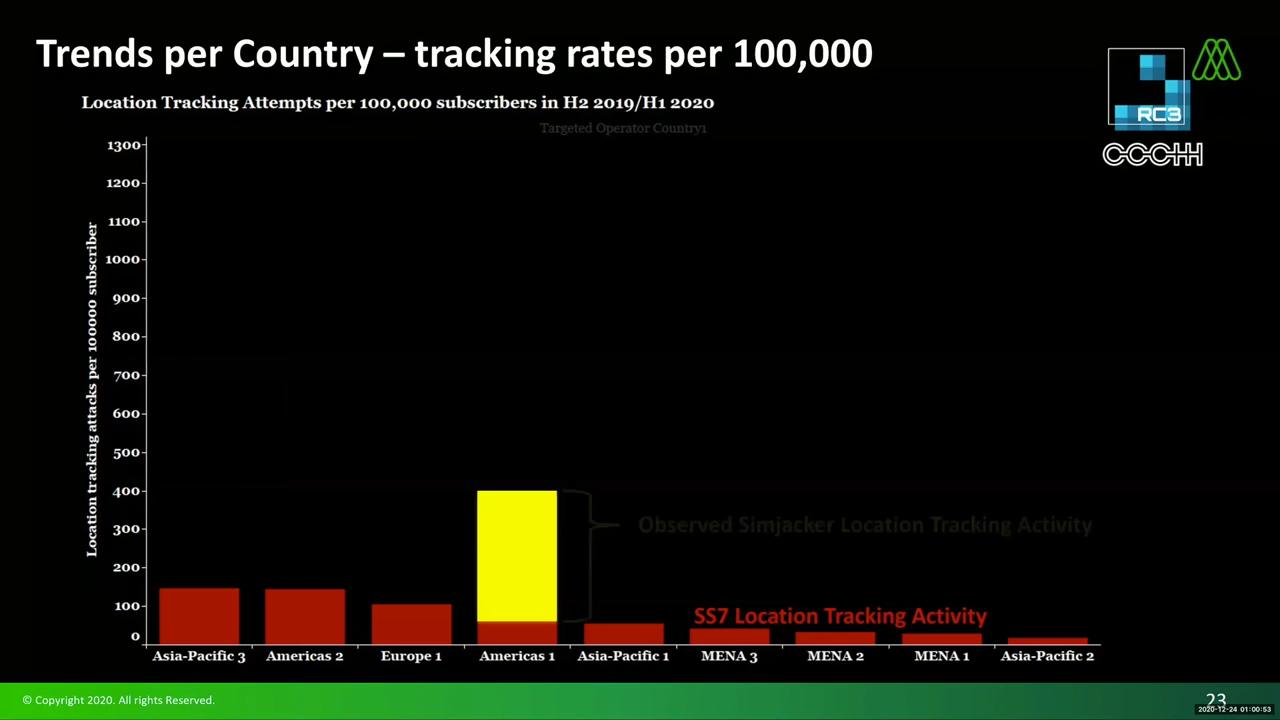 Trends per Country – tracking rates per 100,000
Location Tracking Attempts per 100,000 subscribers in H2 2019/H1 2020
Targeted Operator Country1
RC3
CCCHH
Location tracking attacks per 100000 subscriber
1300
1200
1100
1000
900
800
700
600
500
400
300
200
100
0
Observed Simjacker Location Tracking Activity
SS7 Location Tracking Activity
Asia-Pacific 3 Americas 2 Europe 1 Americas 1 Asia-Pacific 1 MENA 3 MENA 2 MENA 1 Asia-Pacific 2
© Copyright 2020. All rights Reserved.
23
2020-12-24 01:00:53